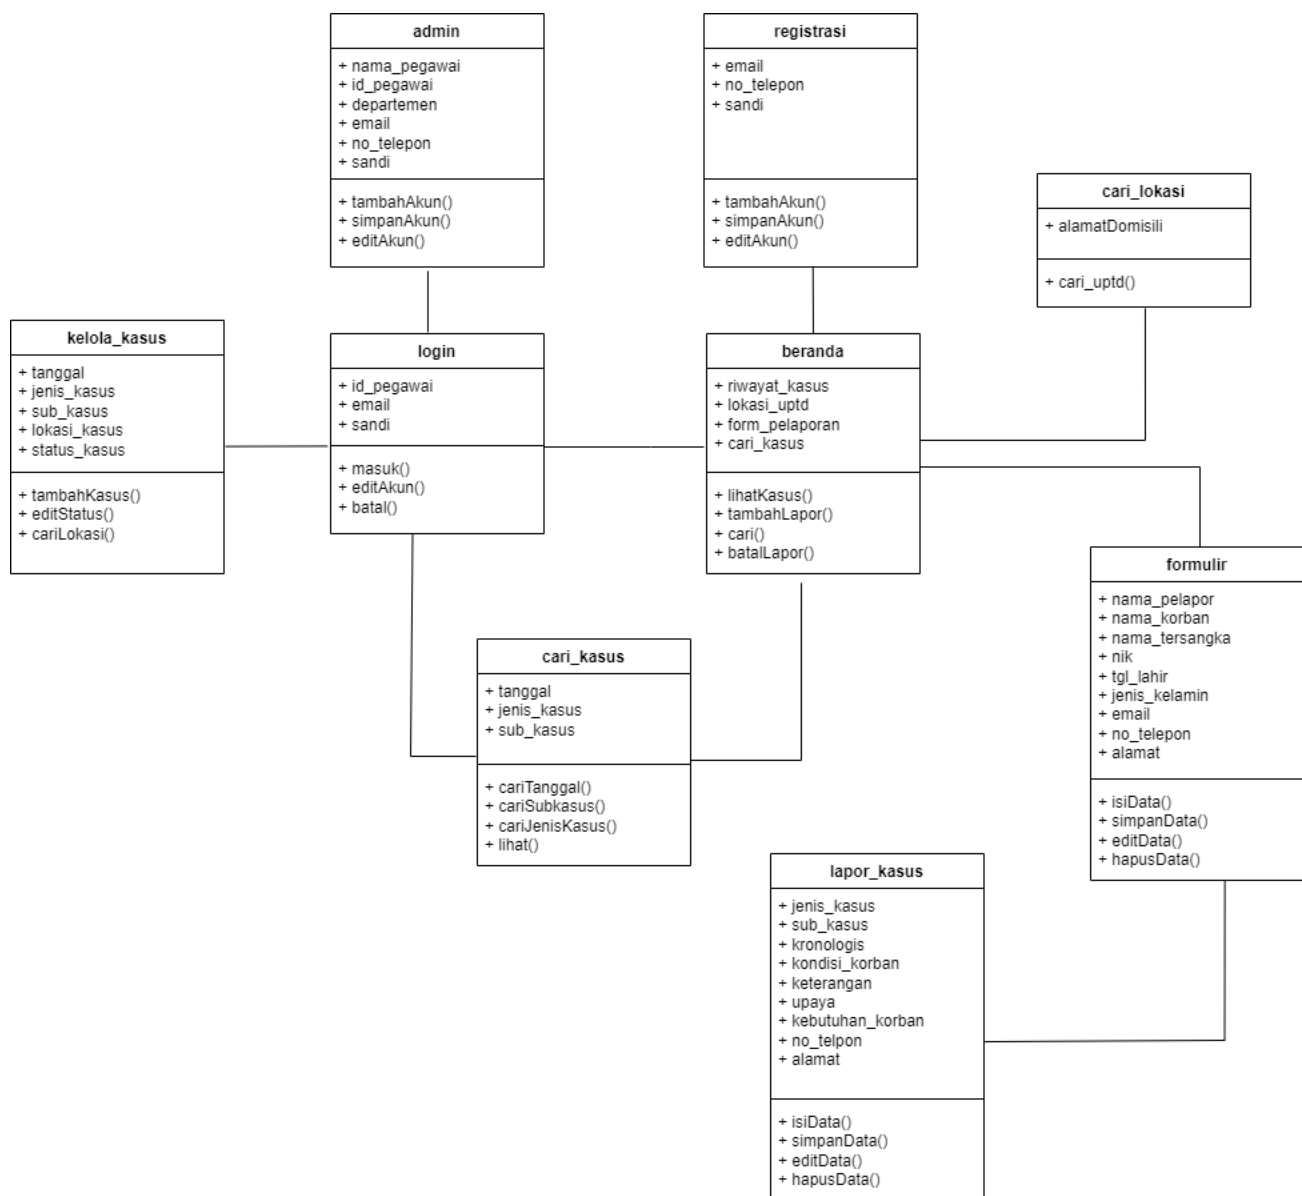 admin
+ nama_pegawai
+ id_pegawai
+ departemen
+ email
+ no_telepon
+ sandi
+ tambahAkun()
+ simpanAkun()
+ editAkun()
registrasi
+ email
+ no_telepon
+ sandi
+ tambahAkun()
+ simpanAkun()
+ editAkun()
cari_lokasi
+ alamatDomisili
+ cari_uptd()
kelola_kasus
+ tanggal
+ jenis_kasus
+ sub_kasus
+ lokasi_kasus
+ status_kasus
+ tambahKasus()
+ editStatus()
+ cariLokasi()
login
+ id_pegawai
+ email
+ sandi
+ masuk()
+ editAkun()
+ batal()
beranda
+ riwayat_kasus
+ lokasi_uptd
+ form_pelaporan
+ cari_kasus
+ lihatKasus()
+ tambahLapor()
+ cari()
+ batalLapor()
formulir
+ nama_pelapor
+ nama_korban
+ nama_tersangka
+ nik
+ tgl_lahir
+ jenis_kelamin
+ email
+ no_telepon
+ alamat
+ isiData()
+ simpanData()
+ editData()
+ hapusData()
cari_kasus
+ tanggal
+ jenis_kasus
+ sub_kasus
+ cariTanggal()
+ cariSubkasus()
+ cariJenisKasus()
+ lihat()
lapor_kasus
+ jenis_kasus
+ sub_kasus
+ kronologis
+ kondisi_korban
+ keterangan
+ upaya
+ kebutuhan_korban
+ no_telpon
+ alamat
+ isiData()
+ simpanData()
+ editData()
+ hapusData()